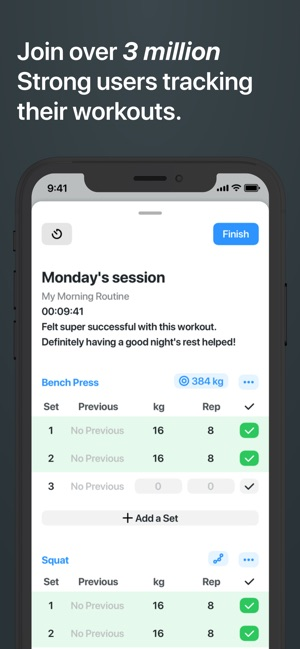 Join over 3 million
Strong users tracking
their workouts.
9:41
Finish
Monday's session
My Morning Routine
00:09:41
Felt super successful with this workout.
Definitely having a good night's rest helped!
Bench Press 384 kg
Set Previous kg Rep
1 No Previous 16 8
2 No Previous 16 8
3 No Previous 0 0
+ Add a Set
Squat
Set Previous kg Rep
1 No Previous 16 8
2 No Previous 16 8